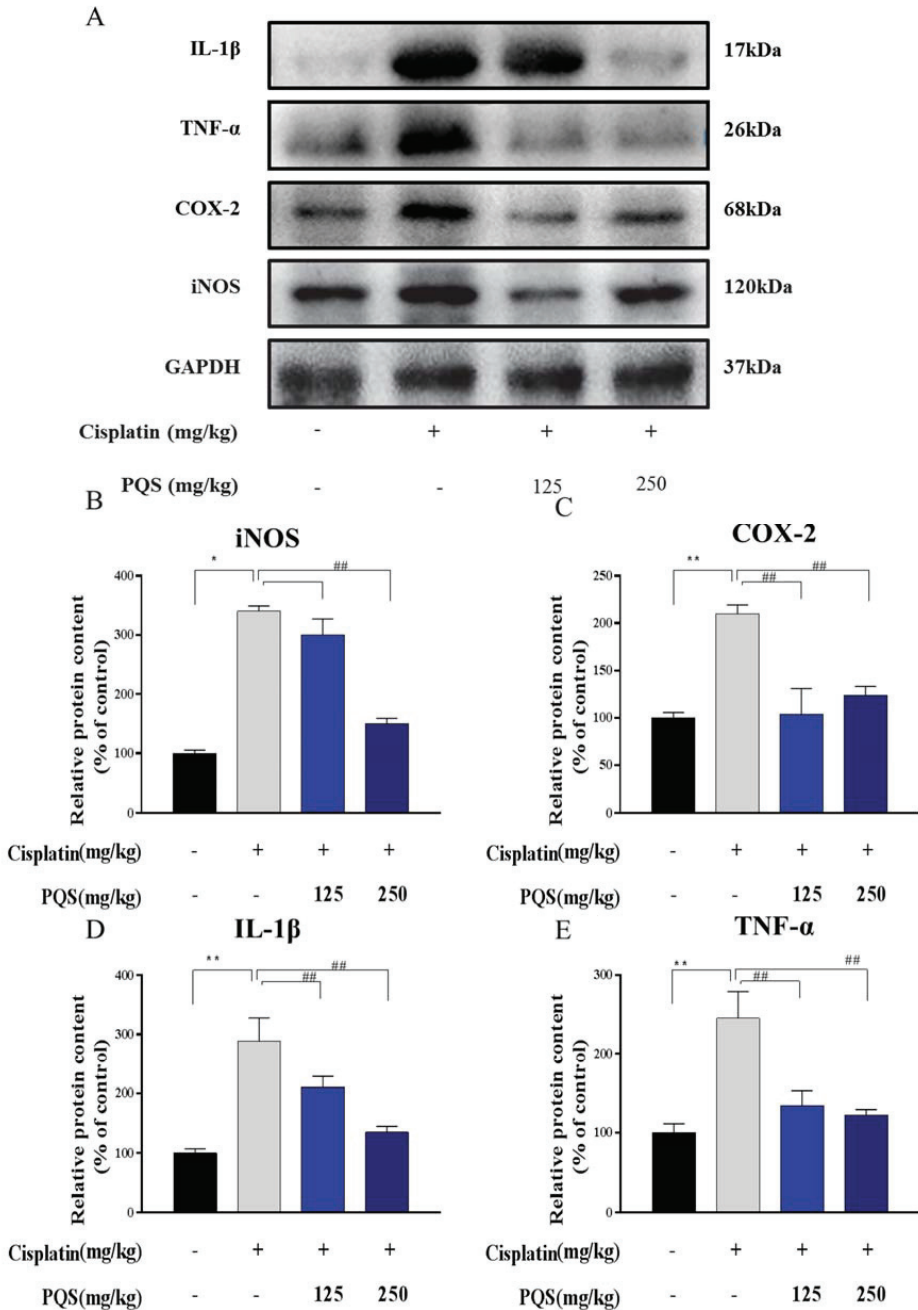 A
IL-1β 17kDa
TNF-α 26kDa
COX-2 68kDa
iNOS 120kDa
GAPDH 37kDa
Cisplatin (mg/kg) - + + +
PQS (mg/kg) - - 125 250
B
iNOS
Relative protein content
(% of control)
400
300
200
100
0
* ##
Cisplatin(mg/kg) - + + +
PQS(mg/kg) - - 125 250
C
COX-2
Relative protein content
(% of control)
250
200
150
100
50
0
** ## ##
Cisplatin(mg/kg) - + + +
PQS(mg/kg) - - 125 250
D
IL-1β
Relative protein content
(% of control)
400
300
200
100
0
** ## ##
Cisplatin(mg/kg) - + + +
PQS(mg/kg) - - 125 250
E
TNF-α
Relative protein content
(% of control)
300
200
100
0
** ## ##
Cisplatin(mg/kg) - + + +
PQS(mg/kg) - - 125 250